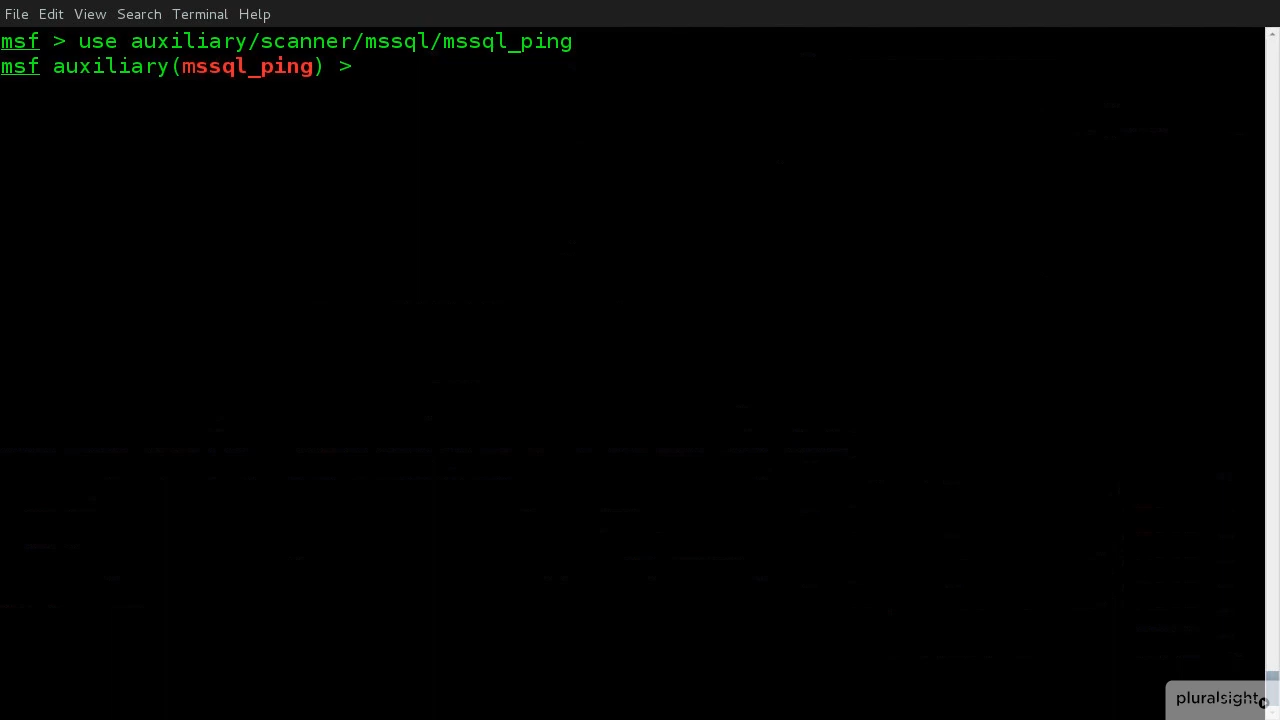 File Edit View Search Terminal Help
msf > use auxiliary/scanner/mssql/mssql_ping
msf auxiliary(mssql_ping) >
pluralsight